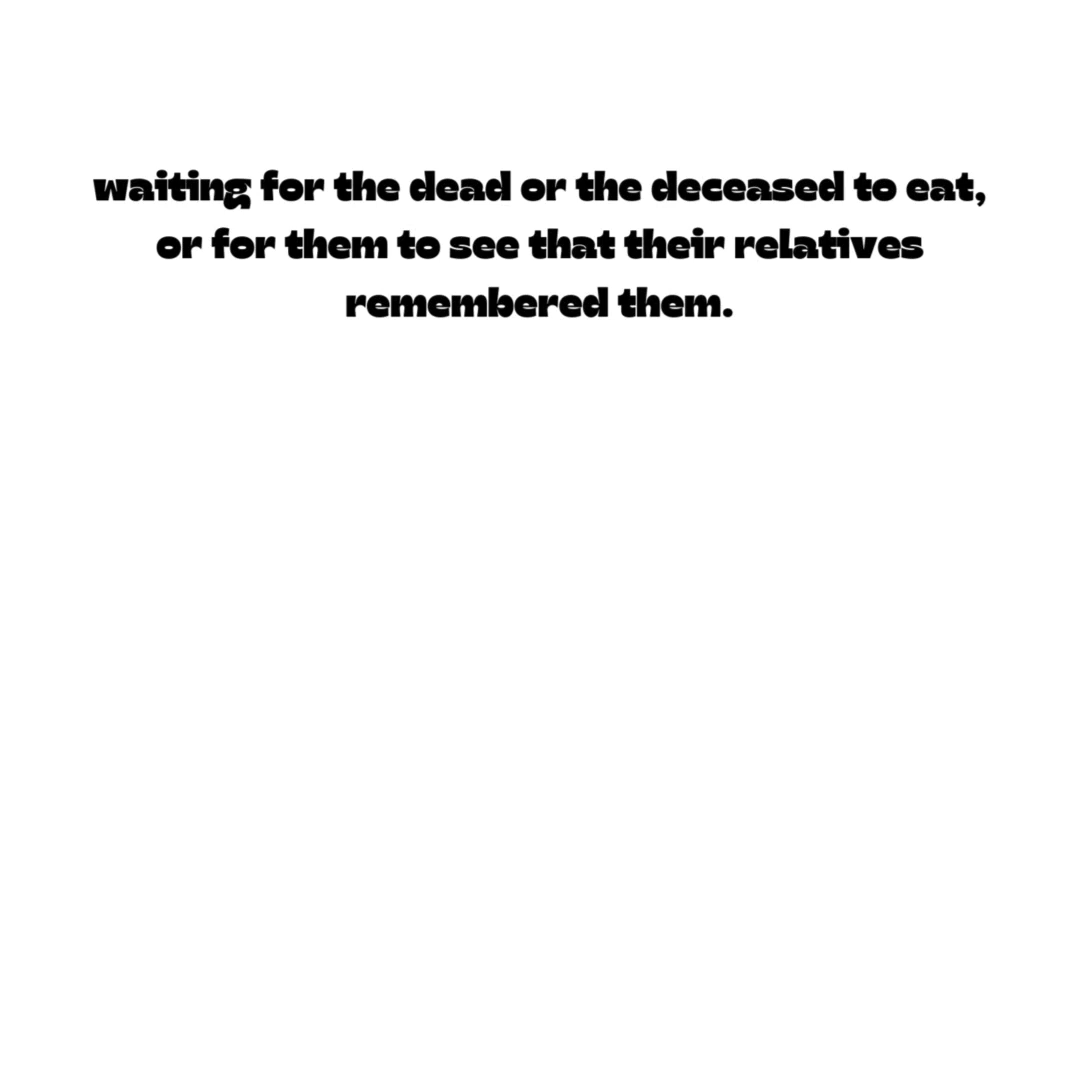 waiting for the dead or the deceased to eat,
or for them to see that their relatives
remembered them.